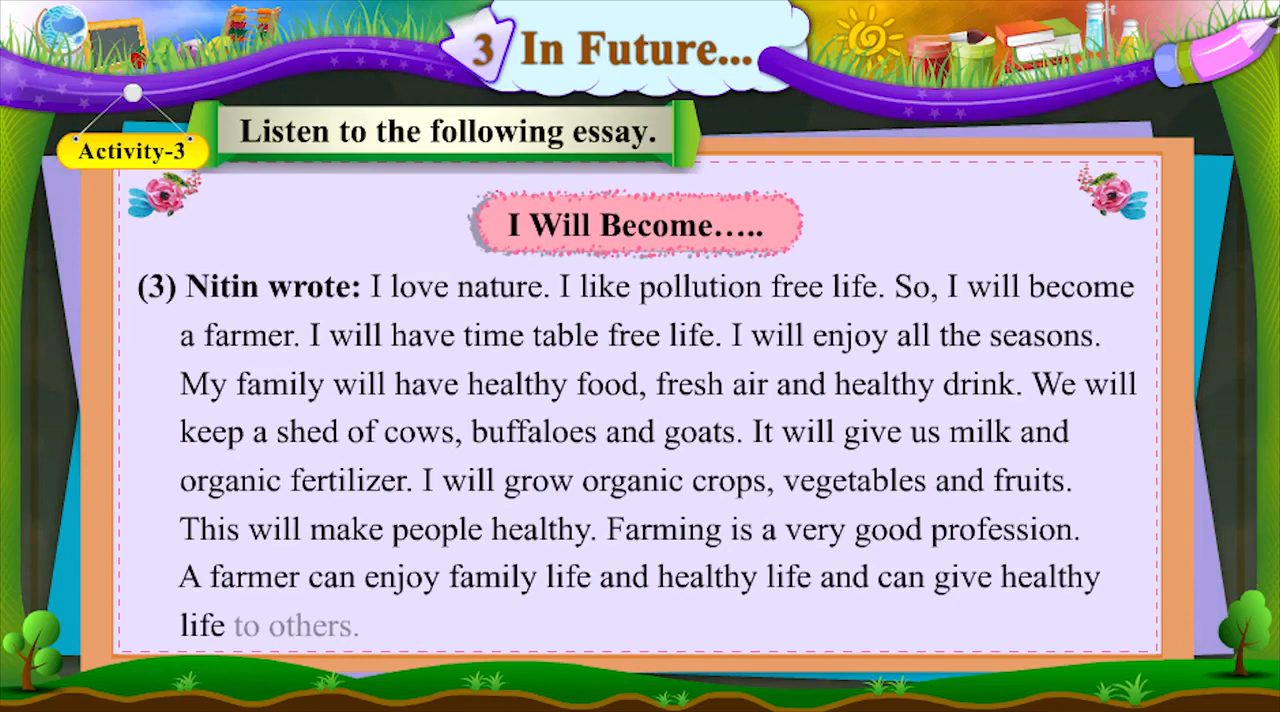 3 In Future...
Listen to the following essay.
Activity-3
I Will Become.....
(3) Nitin wrote: I love nature. I like pollution free life. So, I will become
a farmer. I will have time table free life. I will enjoy all the seasons.
My family will have healthy food, fresh air and healthy drink. We will
keep a shed of cows, buffaloes and goats. It will give us milk and
organic fertilizer. I will grow organic crops, vegetables and fruits.
This will make people healthy. Farming is a very good profession.
A farmer can enjoy family life and healthy life and can give healthy
life to others.